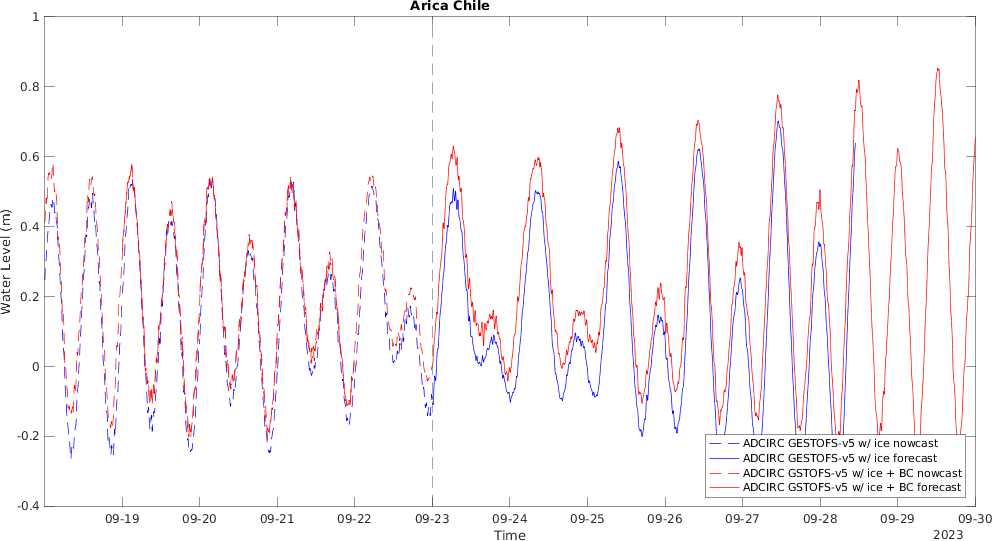 Arica Chile
1
0.8
0.6
0.4
0.2
0
-0.2
-0.4
Water Level (m)
ADCIRC GESTOFS-v5 w/ ice nowcast
ADCIRC GESTOFS-v5 w/ ice forecast
ADCIRC GSTOFS-v5 w/ ice + BC nowcast
ADCIRC GSTOFS-v5 w/ ice + BC forecast
09-19 09-20 09-21 09-22 09-23 09-24 09-25 09-26 09-27 09-28 09-29 09-30
Time
2023